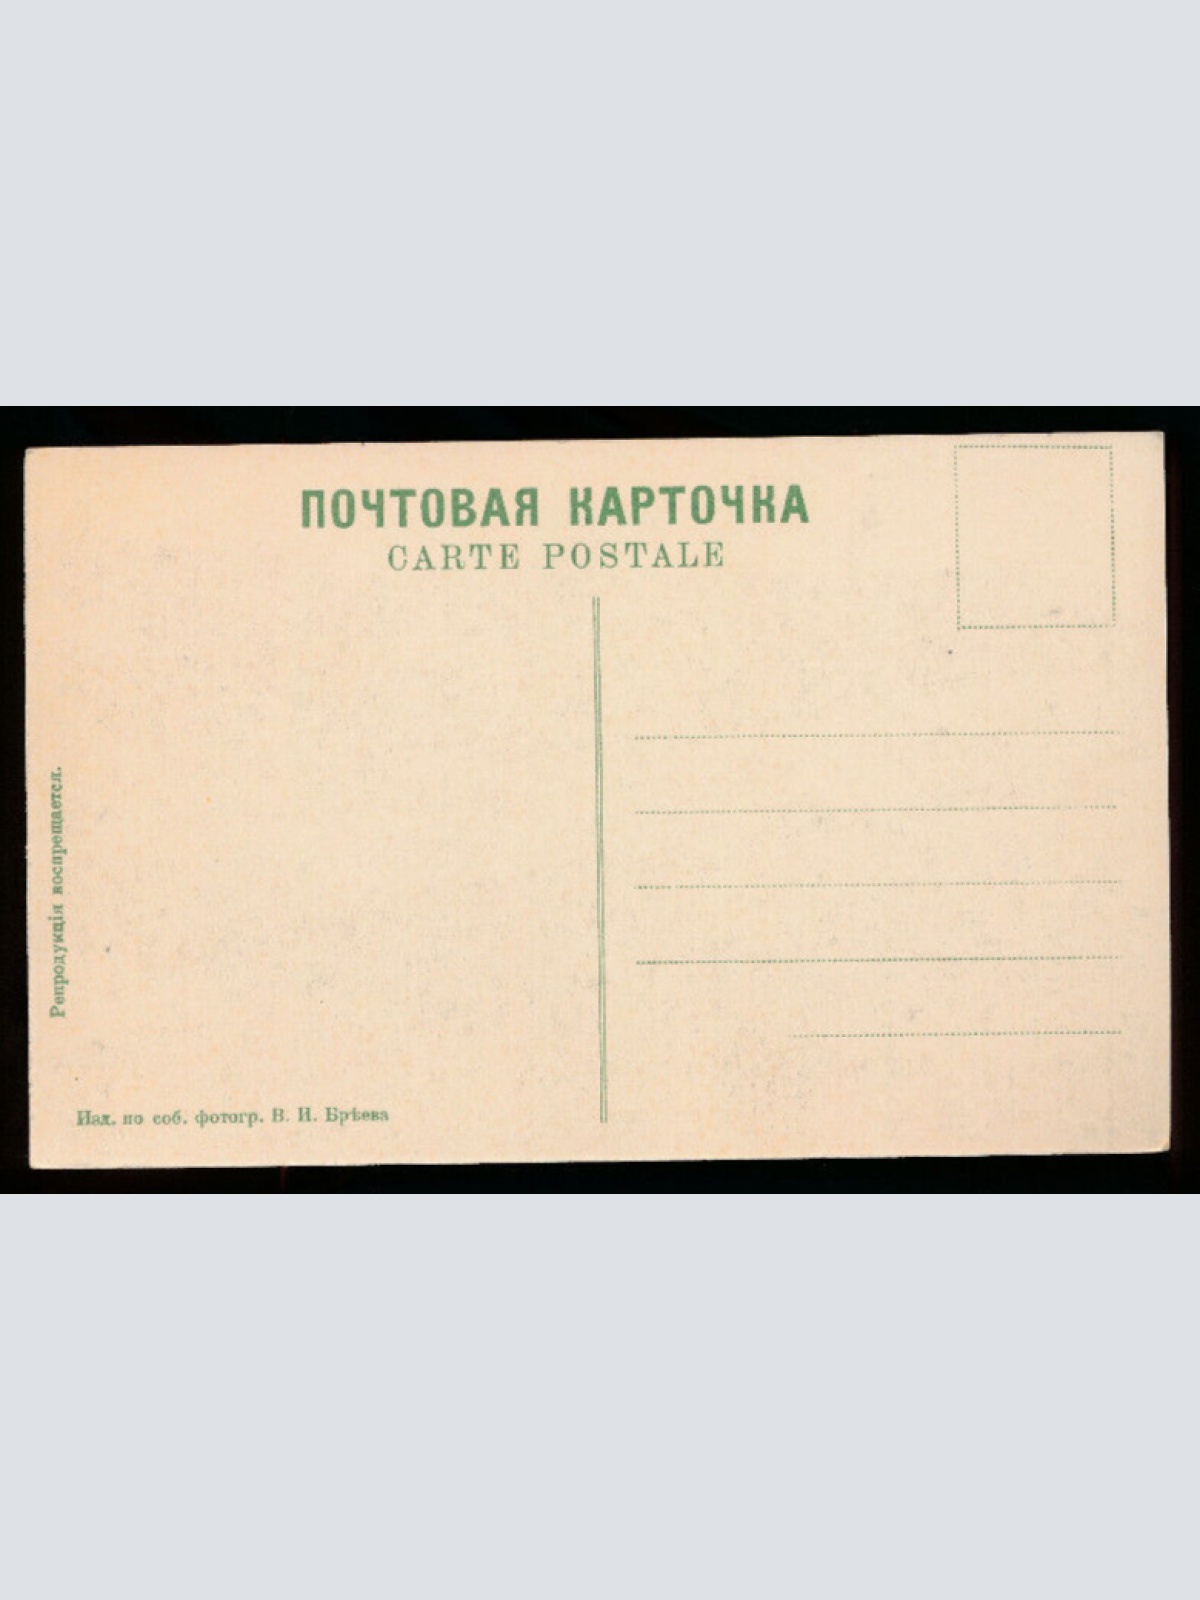 ПОЧТОВАЯ КАРТОЧКА
CARTE POSTALE
Репродукція воспрещается.
Изд. по соб. фотогр. В. И. Брѣева